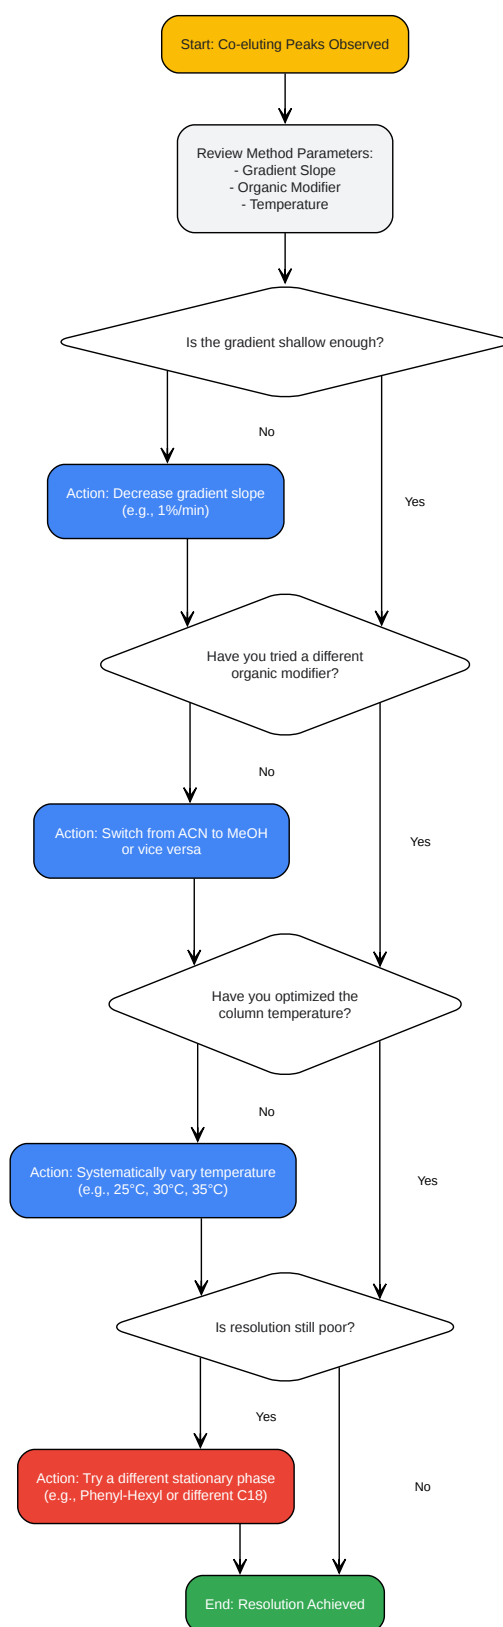 Start: Co-eluting Peaks Observed
Review Method Parameters:
- Gradient Slope
- Organic Modifier
- Temperature
Is the gradient shallow enough?
No
Action: Decrease gradient slope
(e.g., 1%/min)
Yes
Have you tried a different
organic modifier?
No
Action: Switch from ACN to MeOH
or vice versa
Yes
Have you optimized the
column temperature?
No
Action: Systematically vary temperature
(e.g., 25°C, 30°C, 35°C)
Yes
Is resolution still poor?
Yes
Action: Try a different stationary phase
(e.g., Phenyl-Hexyl or different C18)
No
End: Resolution Achieved